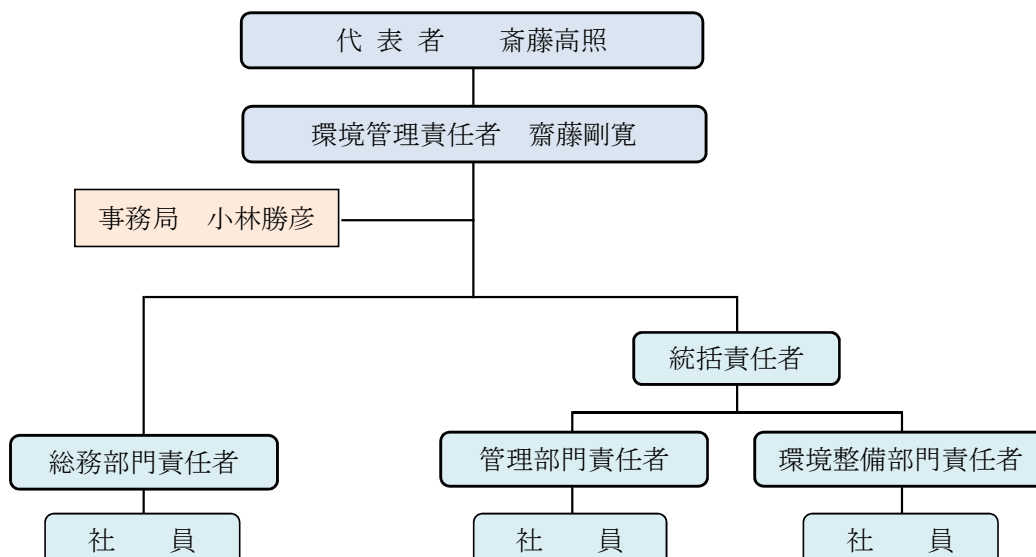 代 表 者　　斎藤高照
環境管理責任者　齋藤剛寛
事務局　小林勝彦
統括責任者
総務部門責任者
管理部門責任者
環境整備部門責任者
社　　員
社　　員
社　　員